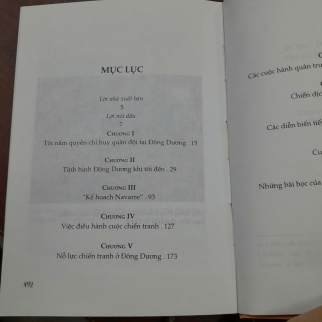 MỤC LỤC
Lời nhà xuất bản
5
Lời nói đầu
7
CHƯƠNG I
Tôi nắm quyền chỉ huy quân đội tại Đông Dương . 15
CHƯƠNG II
Tình hình Đông Dương khi tôi đến . 29
CHƯƠNG III
"Kế hoạch Navarre" . 93
CHƯƠNG IV
Việc điều hành cuộc chiến tranh . 127
CHƯƠNG V
Nỗ lực chiến tranh ở Đông Dương . 173
492
C
Các cuộc hành quân trư
C
Chiến dịc
Các diễn biến tiế
Cu
Những bài học của